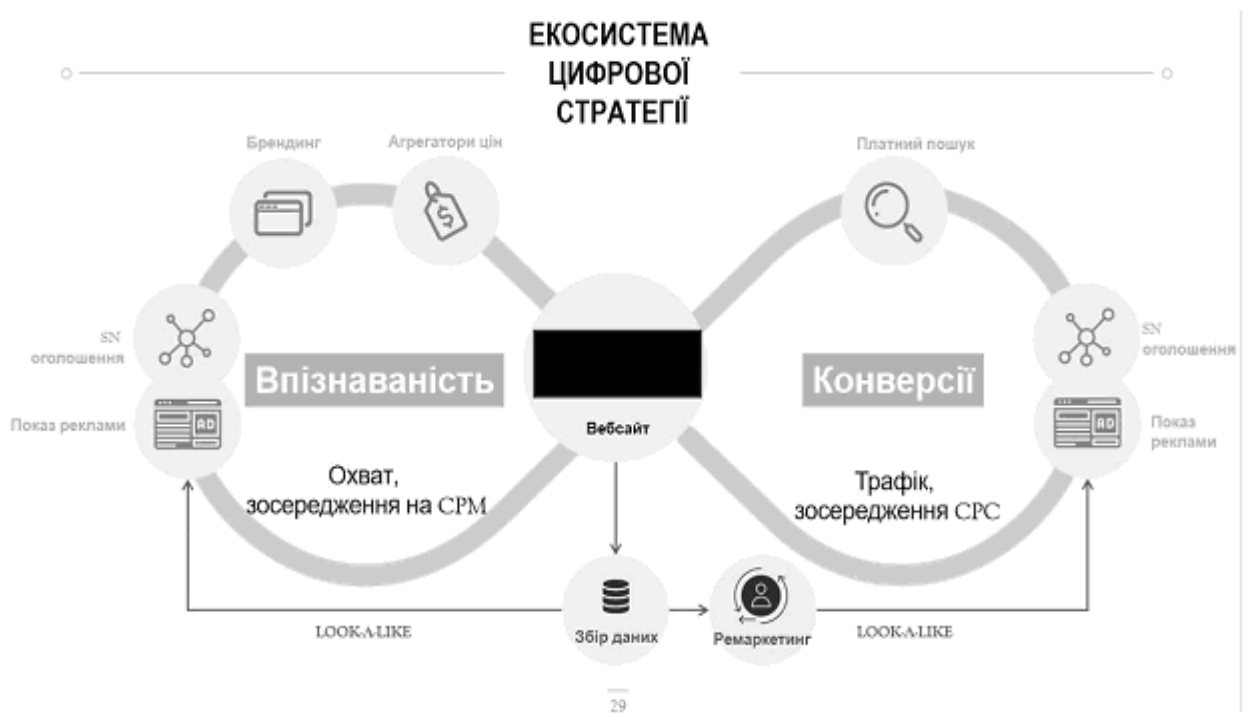 ЕКОСИСТЕМА
ЦИФРОВОЇ
СТРАТЕГІЇ
Брендинг
Агрегатори цін
Платний пошук
$
SN
оголошення
SN
оголошення
Впізнаваність
Конверсії
AD
AD
Вебсайт
Показ реклами
Показ
реклами
Охват,
зосередження на CPM
Трафік,
зосередження CPC
Збір даних
Ремаркетинг
LOOK-A-LIKE
LOOK-A-LIKE
29